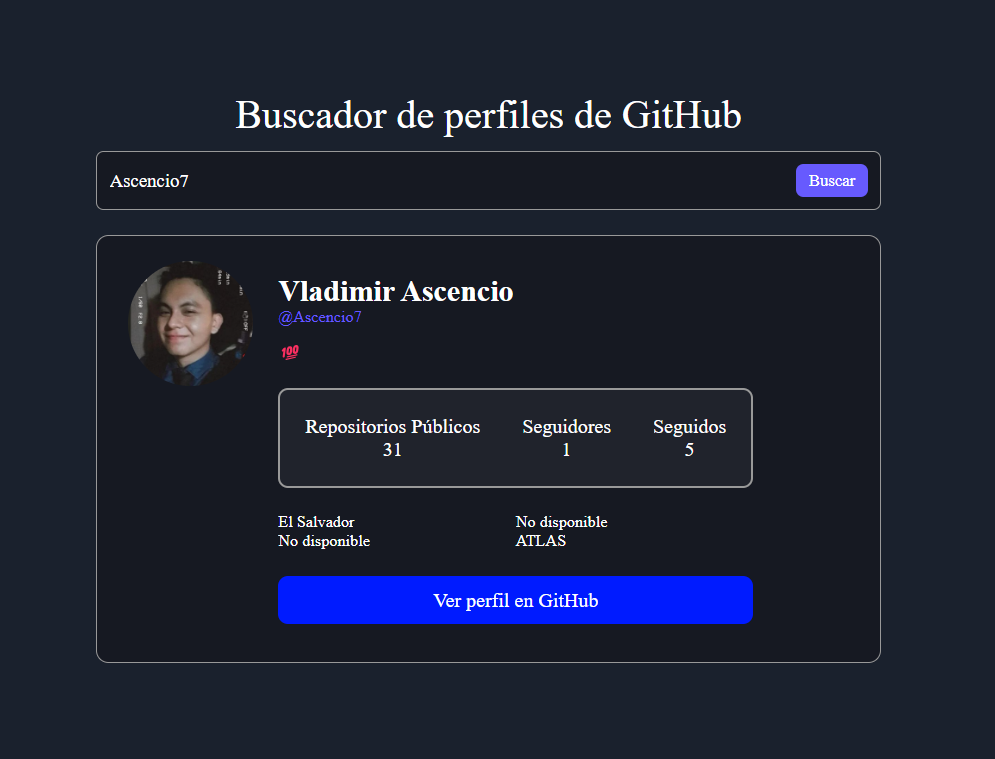 Buscador de perfiles de GitHub
Ascencio7
Buscar
Vladimir Ascencio
@Ascencio7
💯
Repositorios Públicos
31
Seguidores
1
Seguidos
5
El Salvador
No disponible
No disponible
ATLAS
Ver perfil en GitHub